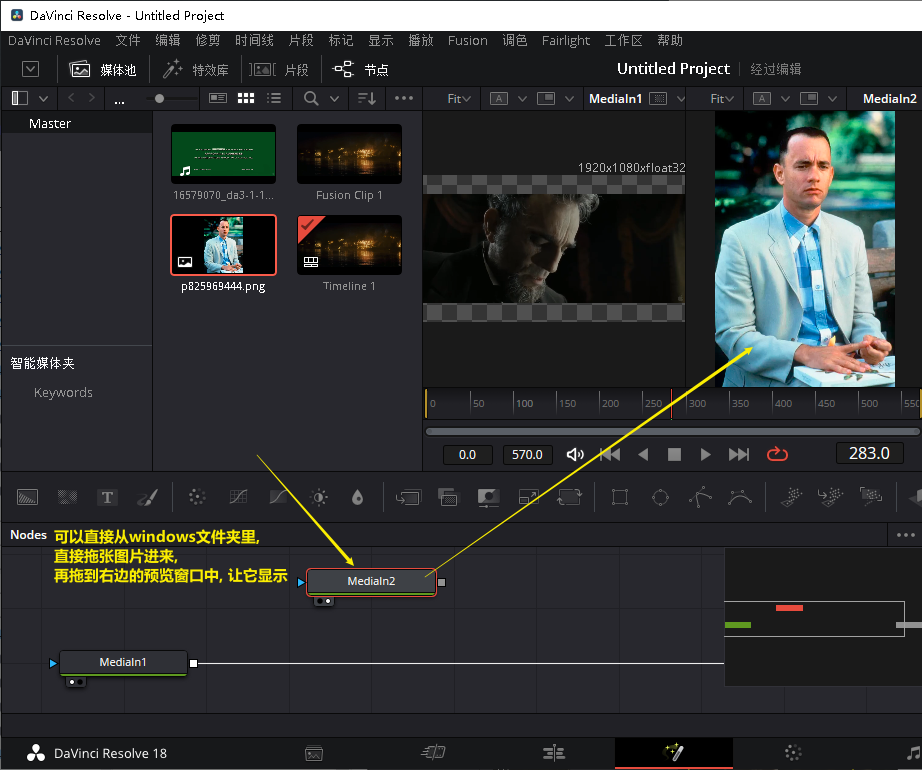 DaVinci Resolve - Untitled Project
DaVinci Resolve 文件 编辑 修剪 时间线 片段 标记 显示 播放 Fusion 调色 Fairlight 工作区 帮助
媒体池 特效库 片段 节点 Untitled Project 经过编辑
... Fit MediaIn1 Fit MediaIn2
Master
1920x1080xfloat32
16579070_da3-1-1... Fusion Clip 1
p825969444.png Timeline 1
智能媒体夹
Keywords
0 50 100 150 200 250 300 350 400 450 500 550
0.0 570.0 283.0
T
Nodes
可以直接从windows文件夹里,
直接拖张图片进来,
再拖到右边的预览窗口中, 让它显示
MediaIn2
MediaIn1
DaVinci Resolve 18